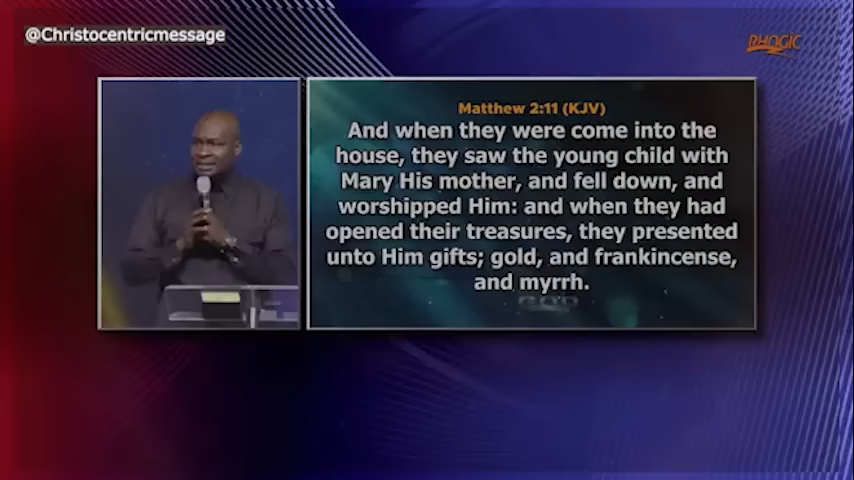 @Christocentricmessage
RHOGIC
Matthew 2:11 (KJV)
And when they were come into the
house, they saw the young child with
Mary His mother, and fell down, and
worshipped Him: and when they had
opened their treasures, they presented
unto Him gifts; gold, and frankincense,
and myrrh.
GOD